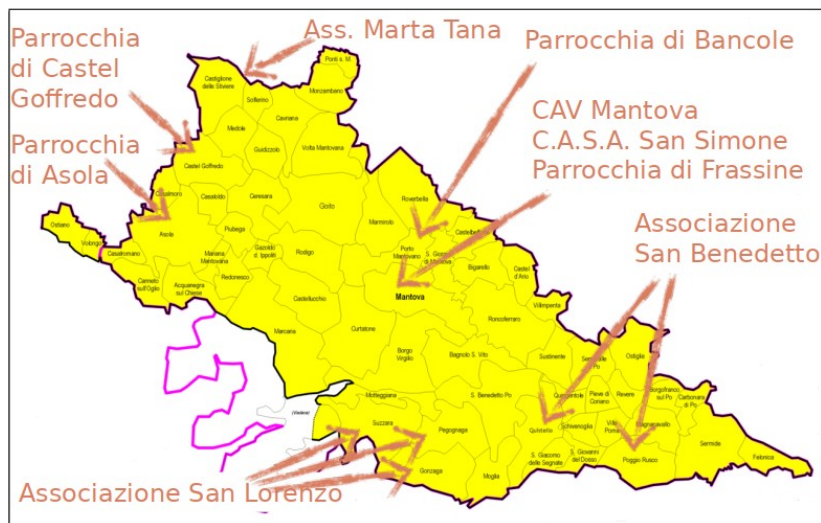 Parrocchia
di Castel
Goffredo
Ass. Marta Tana
Parrocchia di Bancole
CAV Mantova
C.A.S.A. San Simone
Parrocchia di Frassine
Parrocchia
di Asola
Associazione
San Benedetto
Associazione San Lorenzo
Ponti s. M.
Castiglione
delle Stiviere
Monzambano
Solferino
Cavriana
Medole
Guidizzolo
Volta Mantovana
Castel Goffredo
Casalmoro
Casaloldo
Ceresara
Goito
Roverbella
Marmirolo
Castelbelforte
Ostiano
Volongo
Asola
Piubega
Casalromano
Mariana
Mantovana
Gazoldo
d. Ippoliti
Rodigo
Porto
Mantovano
S. Giorgio
di Mantova
Bigarello
Castel
d'Ario
Canneto
sull'Oglio
Acquanegra
sul Chiese
Redondesco
Castellucchio
Mantova
Villimpenta
Roncoferraro
Marcaria
Curtatone
Borgo
Virgilio
Bagnolo S. Vito
Sustinente
Serravalle
Po
Ostiglia
Motteggiana
S. Benedetto Po
Quingentole
Pieve di
Coriano
Revere
Borgofranco
sul Po
Carbonara
di Po
(Viadana)
Suzzara
Pegognaga
Quistello
Schivenoglia
Villa
Poma
Magnacavallo
Sermide
Felonica
Gonzaga
Moglia
S. Giacomo
delle Segnate
S. Giovanni
del Dosso
Poggio Rusco